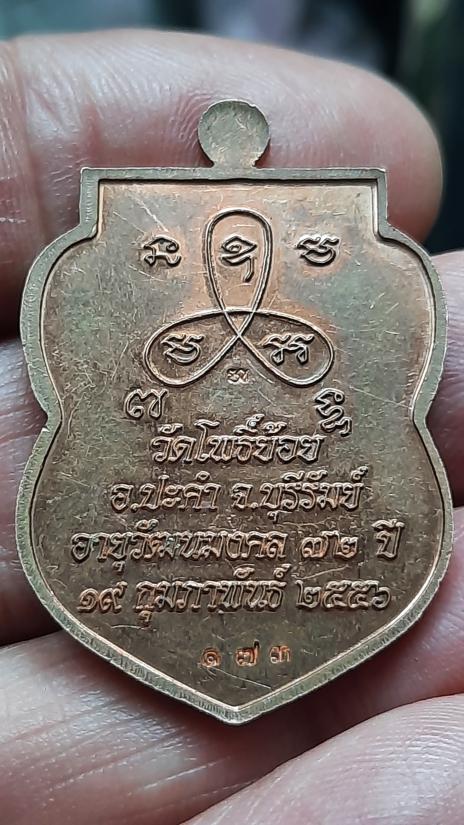 วัดโพธิ์ย้อย
อ.ปะคำ จ.บุรีรัมย์
อายุวัฒนมงคล ๗๒ ปี
๑๙ กุมภาพันธ์ ๒๕๕๖
๑๗๓